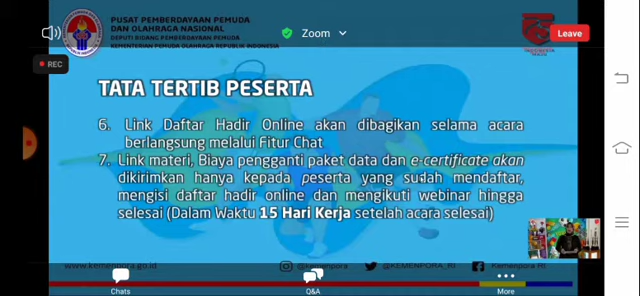 PUSAT PEMBERDAYAAN PEMUDA
DAN OLAHRAGA NASIONAL
DEPUTI BIDANG PEMBERDAYAAN PEMUDA
KEMENTERIAN PEMUDA OLAHRAGA REPUBLIK INDONESIA
Zoom
Leave
REC
TATA TERTIB PESERTA
6. Link Daftar Hadir Online akan dibagikan selama acara
berlangsung melalui Fitur Chat
7. Link materi, Biaya pengganti paket data dan e-certificate akan
dikirimkan hanya kepada peserta yang sudah mendaftar,
mengisi daftar hadir online dan mengikuti webinar hingga
selesai (Dalam Waktu 15 Hari Kerja setelah acara selesai)
www.kemenpora.go.id
@kemenpora
@KEMENPORA_RI
Kemenpora RI
Chats
Q&A
More